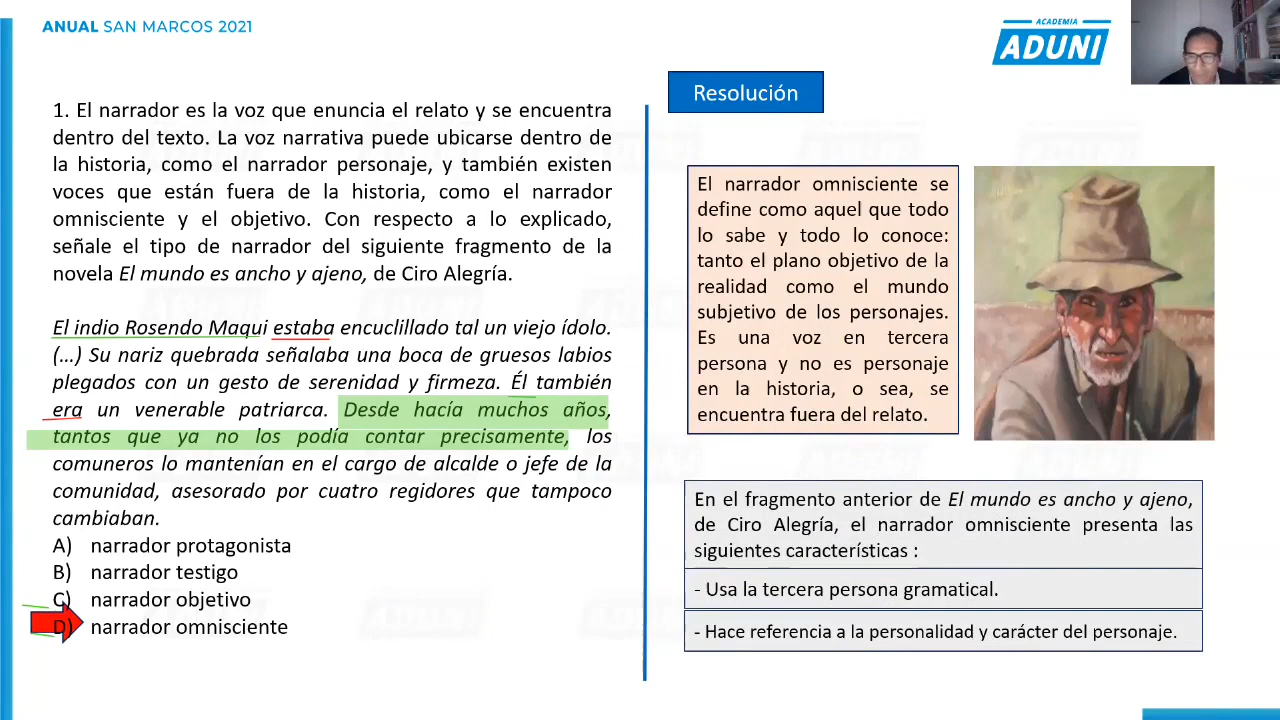 ANUAL SAN MARCOS 2021
ACADEMIA
ADUNI
1. El narrador es la voz que enuncia el relato y se encuentra
dentro del texto. La voz narrativa puede ubicarse dentro de
la historia, como el narrador personaje, y también existen
voces que están fuera de la historia, como el narrador
omnisciente y el objetivo. Con respecto a lo explicado,
señale el tipo de narrador del siguiente fragmento de la
novela El mundo es ancho y ajeno, de Ciro Alegría.
El indio Rosendo Maqui estaba encuclillado tal un viejo ídolo.
(...) Su nariz quebrada señalaba una boca de gruesos labios
plegados con un gesto de serenidad y firmeza. Él también
era un venerable patriarca. Desde hacía muchos años,
tantos que ya no los podía contar precisamente, los
comuneros lo mantenían en el cargo de alcalde o jefe de la
comunidad, asesorado por cuatro regidores que tampoco
cambiaban.
A) narrador protagonista
B) narrador testigo
C) narrador objetivo
D) narrador omnisciente
Resolución
El narrador omnisciente se
define como aquel que todo
lo sabe y todo lo conoce:
tanto el plano objetivo de la
realidad como el mundo
subjetivo de los personajes.
Es una voz en tercera
persona y no es personaje
en la historia, o sea, se
encuentra fuera del relato.
En el fragmento anterior de El mundo es ancho y ajeno,
de Ciro Alegría, el narrador omnisciente presenta las
siguientes características :
- Usa la tercera persona gramatical.
- Hace referencia a la personalidad y carácter del personaje.